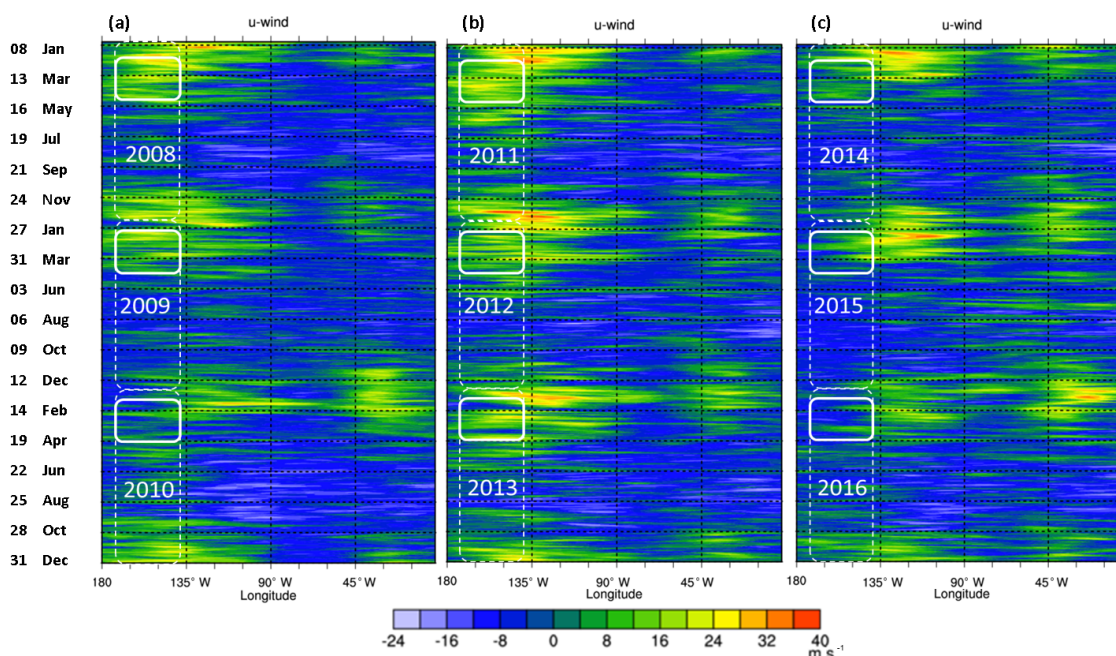 (a) (b) (c)
u-wind u-wind u-wind
08 Jan
13 Mar
16 May
19 Jul
21 Sep
24 Nov
27 Jan
31 Mar
03 Jun
06 Aug
09 Oct
12 Dec
14 Feb
19 Apr
22 Jun
25 Aug
28 Oct
31 Dec
2008 2011 2014
2009 2012 2015
2010 2013 2016
180 135° W 90° W 45° W 180 135° W 90° W 45° W 180 135° W 90° W 45° W
Longitude Longitude Longitude
-24 -16 -8 0 8 16 24 32 40
m s⁻¹